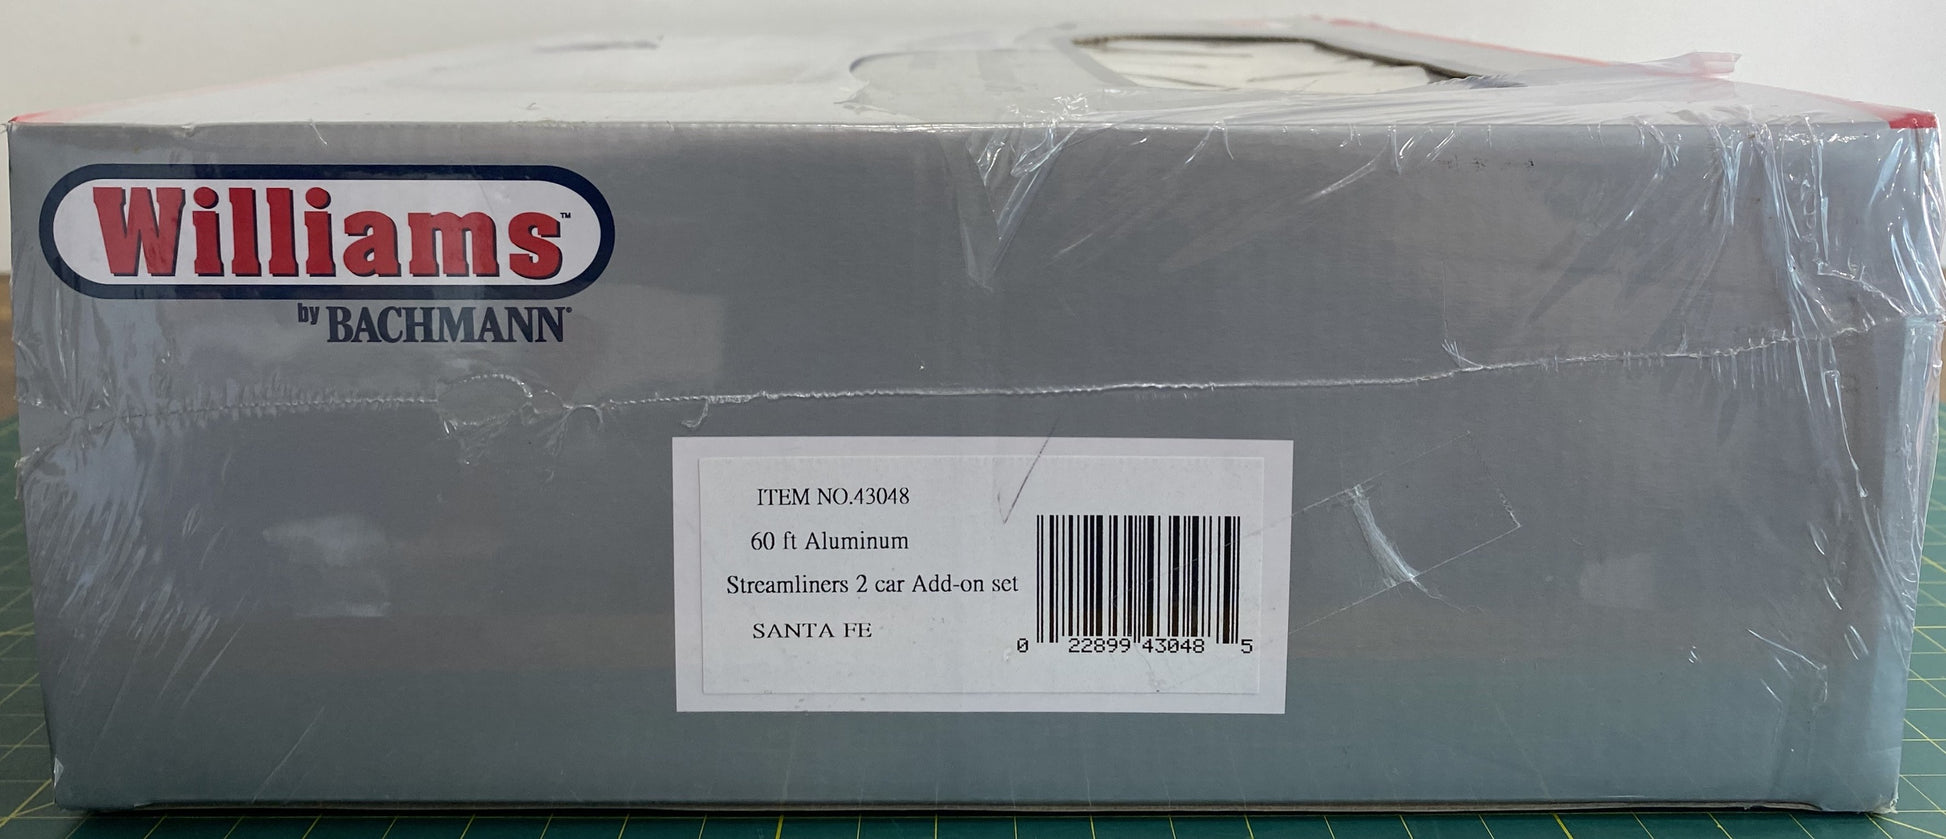 Williams™
by BACHMANN®
ITEM NO.43048
60 ft Aluminum
Streamliners 2 car Add-on set
SANTA FE
0 22899 43048 5